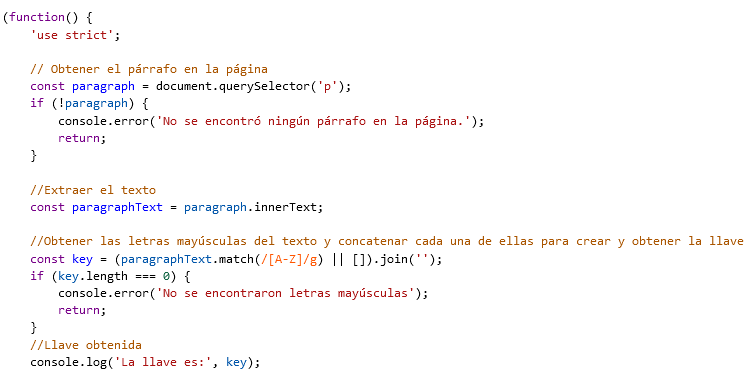 (function() {
    'use strict';

    // Obtener el párrafo en la página
    const paragraph = document.querySelector('p');
    if (!paragraph) {
        console.error('No se encontró ningún párrafo en la página.');
        return;
    }

    //Extraer el texto
    const paragraphText = paragraph.innerText;

    //Obtener las letras mayúsculas del texto y concatenar cada una de ellas para crear y obtener la llave
    const key = (paragraphText.match(/[A-Z]/g) || []).join('');
    if (key.length === 0) {
        console.error('No se encontraron letras mayúsculas');
        return;
    }
    //Llave obtenida
    console.log('La llave es:', key);